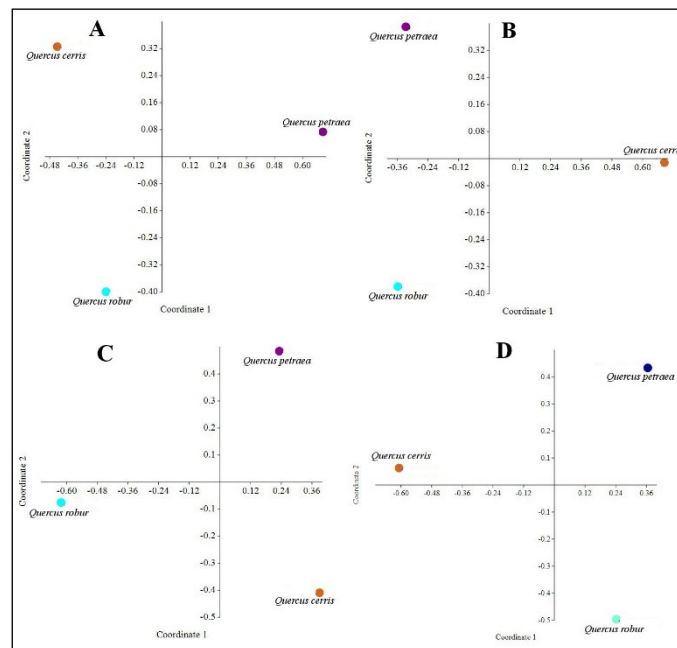 A
Quercus cerris
0.32
0.24
0.16
Quercus petraea
0.08
-0.48 -0.36 -0.24 -0.12 0.60
-0.08
-0.16
-0.24
-0.32
-0.40
Quercus robur
Coordinate 2
Coordinate 1
B
Quercus petraea
0.32
0.24
0.16
0.08
Quercus cerri
-0.36 -0.24 -0.12 0.12 0.24 0.36 0.48 0.60
-0.08
-0.16
-0.24
-0.32
-0.40
Quercus robur
Coordinate 2
Coordinate 1
C
Quercus petraea
0.4
0.3
0.2
0.1
-0.60 -0.48 -0.36 -0.24 -0.12 0.12 0.24 0.36
Quercus robur
-0.1
-0.2
-0.3
-0.4
Quercus cerris
-0.5
Coordinate 2
Coordinate 1
D
0.4
Quercus petraea
0.3
0.2
Quercus cerris
0.1
-0.60 -0.48 -0.36 -0.24 -0.12 0.12 0.24 0.36
-0.1
-0.2
-0.3
-0.4
-0.5
Quercus robur
Coordinate 2
Coordinate 1